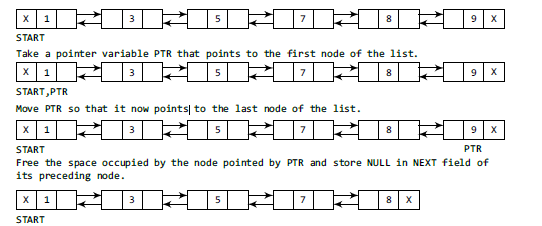 X 1 3 5 7 8 9 X
START
Take a pointer variable PTR that points to the first node of the list.
X 1 3 5 7 8 9 X
START,PTR
Move PTR so that it now points to the last node of the list.
X 1 3 5 7 8 9 X
START PTR
Free the space occupied by the node pointed by PTR and store NULL in NEXT field of
its preceding node.
X 1 3 5 7 8 X
START